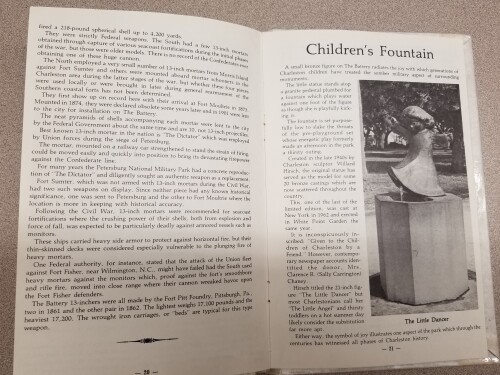 fired a 218-pound spherical shell up to 4,200 yards.
They were strictly Federal weapons. The South had a few 13-inch mortars
obtained through capture of various seacoast fortifications during the initial phases
of the war, but those were older models. There is no record of the Confederates ever
obtaining one of these huge cannon.
The North employed a very small number of 13-inch mortars from Morris Island
against Fort Sumter and others were mounted aboard mortar schooners in the
Charleston area during the latter stages of the war, but whether these four pieces
were used locally or were brought in later during general rearmament of the
Southern coastal forts has not been determined.
They first show up on record here with their arrival at Fort Moultrie in 1873.
Mounted in 1874, they were declared obsolete some years later and in 1901 were lent
to the city for installation on The Battery.
The neat pyramids of shells accompanying each mortar were lent to the city
by the Federal Government about the same time and are 10, not 13-inch projectiles.
Best known 13-inch mortar in the nation is "The Dictator" which was employed
by Union forces during the siege of Petersburg.
The mortar, mounted on a railway car strengthened to stand the strain of firing,
could be moved easily and quickly into position to bring its devastating firepower
against the Confederate line.
For many years the Petersburg National Military Park had a concrete reproduc-
tion of "The Dictator" and diligently sought an authentic weapon as a replacement.
Fort Sumter, which was not armed with 13-inch mortars during the Civil War,
had two such weapons on display. Since neither piece had any known historical
significance, one was sent to Petersburg and the other to Fort Moultrie where the
location is more in keeping with historical accuracy.
Following the Civil War, 13-inch mortars were recommended for seacoast
fortifications where the crushing power of their shells, both from explosion and
force of fall, was expected to be particularly deadly against armored vessels such as
monitors.
These ships carried heavy side armor to protect against horizontal fire, but their
thin-skinned decks were considered especially vulnerable to the plunging fire of
heavy mortars.
One Federal authority, for instance, stated that the attack of the Union fleet
against Fort Fisher, near Wilmington, N.C., might have failed had the South used
heavy mortars against the monitors which, proof against the fort's smoothbore
and rifle fire, moved into close range where their cannon wreaked havoc upon
the Fort Fisher defenders.
The Battery 13-inchers were all made by the Fort Pitt Foundry, Pittsburgh, Pa.,
two in 1861 and the other pair in 1862. The lightest weight 17,100 pounds and the
heaviest 17,200. The wrought iron carriages, or "beds" are typical for this type
weapon.
— 20 —
Children's Fountain
A small bronze figure on The Battery radiates the joy with which generations of
Charleston children have treated the somber military aspect of surrounding
monuments.
The little statue stands atop
a granite pedestal planned for
a fountain which plays water
against one foot of the figure
as though she is playfully kick-
ing it.
The fountain is set purpose-
fully low to make the fleeces
of the pre-playground set
whose energetic play formerly
made an afternoon in the park
a thirsty outing.
Created in the late 1940s by
Charleston sculptor Willard
Hirsch, the original statue has
served as the model for some
30 bronze castings which are
now scattered throughout the
country.
This one of the last of the
limited edition, was cast at
New York in 1962 and erected
in White Point Garden the
same year.
It is inconspicuously in-
scribed: "Given to the Chil-
dren of Charleston by a
Friend." However, contempo-
rary newspaper accounts iden-
tified the donor, Mrs.
Clarence B. (Sally Carrington)
Chaney.
Hirsch titled the 21-inch fig-
ure "The Little Dancer" but
most Charlestonians call her
"The Little Angel" and thirsty
toddlers on a hot summer day
likely consider the substitution
far more apt.
The Little Dancer
Either way, the symbol of joy illustrates one aspect of the park which through the
centuries has witnessed all phases of Charleston history.
— 21 —